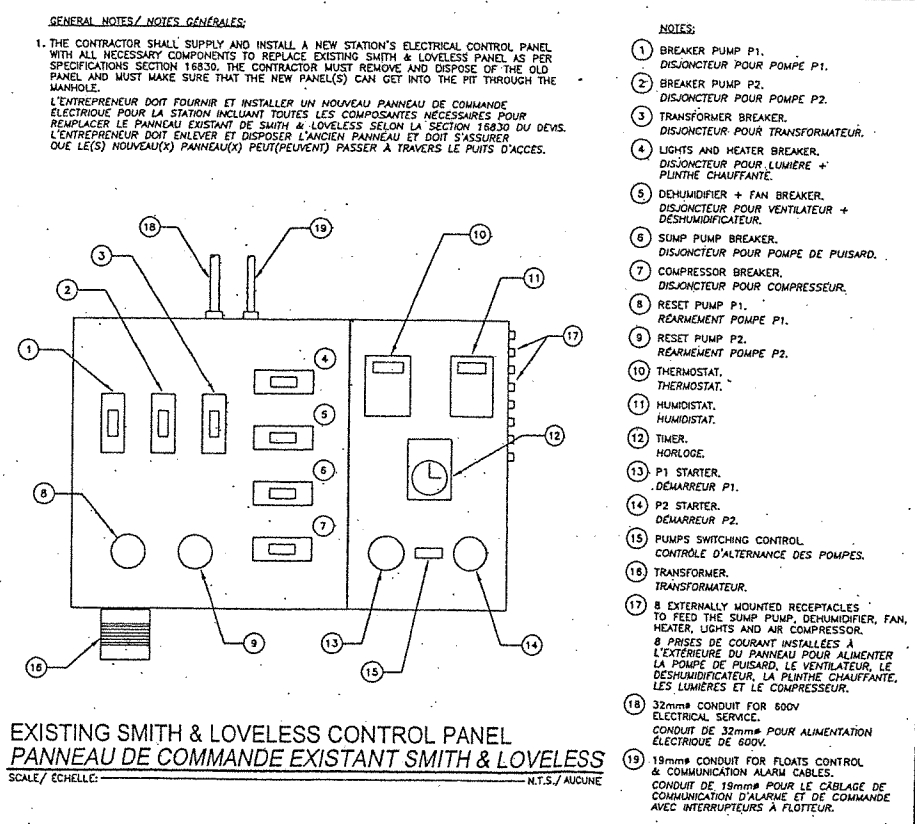 GENERAL NOTES/ NOTES GÉNÉRALES:
1. THE CONTRACTOR SHALL SUPPLY AND INSTALL A NEW STATION'S ELECTRICAL CONTROL PANEL
WITH ALL NECESSARY COMPONENTS TO REPLACE EXISTING SMITH & LOVELESS PANEL AS PER
SPECIFICATIONS SECTION 16830. THE CONTRACTOR MUST REMOVE AND DISPOSE OF THE OLD
PANEL AND MUST MAKE SURE THAT THE NEW PANEL(S) CAN GET INTO THE PIT THROUGH THE
MANHOLE.
L'ENTREPRENEUR DOIT FOURNIR ET INSTALLER UN NOUVEAU PANNEAU DE COMMANDE
ÉLECTRIQUE POUR LA STATION INCLUANT TOUTES LES COMPOSANTES NÉCESSAIRES POUR
REMPLACER LE PANNEAU EXISTANT DE SMITH & LOVELESS SELON LA SECTION 16830 DU DEVIS.
L'ENTREPRENEUR DOIT ENLEVER ET DISPOSER L'ANCIEN PANNEAU ET DOIT S'ASSURER
QUE LE(S) NOUVEAU(X) PANNEAU(X) PEUT(PEUVENT) PASSER À TRAVERS LE PUITS D'ACCÈS.
18
19
10
3
11
2
17
1
4
5
12
6
8
7
13
9
14
15
16
EXISTING SMITH & LOVELESS CONTROL PANEL
PANNEAU DE COMMANDE EXISTANT SMITH & LOVELESS
SCALE/ ÉCHELLE: N.T.S./ AUCUNE
NOTES:
1 BREAKER PUMP P1.
DISJONCTEUR POUR POMPE P1.
2 BREAKER PUMP P2.
DISJONCTEUR POUR POMPE P2.
3 TRANSFORMER BREAKER.
DISJONCTEUR POUR TRANSFORMATEUR.
4 LIGHTS AND HEATER BREAKER.
DISJONCTEUR POUR LUMIÈRE +
PLINTHE CHAUFFANTE.
5 DEHUMIDIFIER + FAN BREAKER.
DISJONCTEUR POUR VENTILATEUR +
DÉSHUMIDIFICATEUR.
6 SUMP PUMP BREAKER.
DISJONCTEUR POUR POMPE DE PUISARD.
7 COMPRESSOR BREAKER.
DISJONCTEUR POUR COMPRESSEUR.
8 RESET PUMP P1.
RÉARMEMENT POMPE P1.
9 RESET PUMP P2.
RÉARMEMENT POMPE P2.
10 THERMOSTAT.
THERMOSTAT.
11 HUMIDISTAT.
HUMIDISTAT.
12 TIMER.
HORLOGE.
13 P1 STARTER.
DÉMARREUR P1.
14 P2 STARTER.
DÉMARREUR P2.
15 PUMPS SWITCHING CONTROL
CONTRÔLE D'ALTERNANCE DES POMPES.
16 TRANSFORMER.
TRANSFORMATEUR.
17 8 EXTERNALLY MOUNTED RECEPTACLES
TO FEED THE SUMP PUMP, DEHUMIDIFIER, FAN,
HEATER, LIGHTS AND AIR COMPRESSOR.
8 PRISES DE COURANT INSTALLÉES À
L'EXTÉRIEURE DU PANNEAU POUR ALIMENTER
LA POMPE DE PUISARD, LE VENTILATEUR, LE
DÉSHUMIDIFICATEUR, LA PLINTHE CHAUFFANTE,
LES LUMIÈRES ET LE COMPRESSEUR.
18 32mmø CONDUIT FOR 600V
ELECTRICAL SERVICE.
CONDUIT DE 32mmø POUR ALIMENTATION
ÉLECTRIQUE DE 600V.
19 19mmø CONDUIT FOR FLOATS CONTROL
& COMMUNICATION ALARM CABLES.
CONDUIT DE 19mmø POUR LE CÂBLAGE DE
COMMUNICATION D'ALARME ET DE COMMANDE
AVEC INTERRUPTEURS À FLOTTEUR.